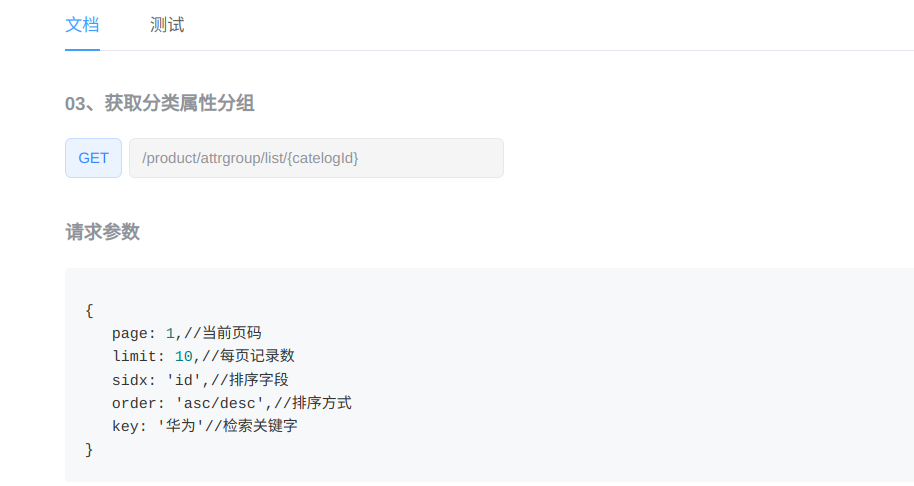 文档 测试
03、获取分类属性分组
GET /product/attrgroup/list/{catelogId}
请求参数
{
   page: 1,//当前页码
   limit: 10,//每页记录数
   sidx: 'id',//排序字段
   order: 'asc/desc',//排序方式
   key: '华为'//检索关键字
}